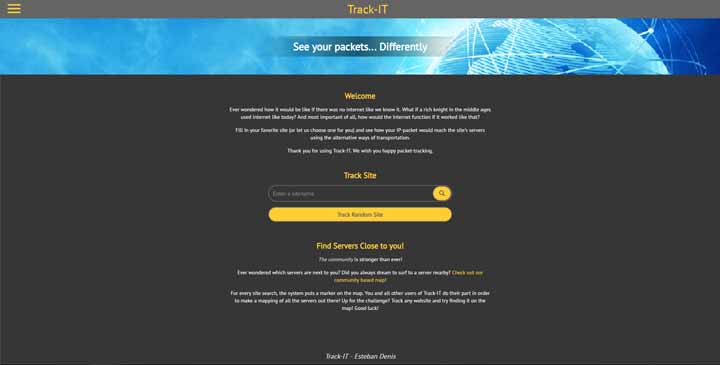 Track-IT
See your packets... Differently
Welcome
Ever wondered how it would be like if there was no internet like we know it. What if a rich knight in the middle ages
used internet like today? And most important of all, how would the internet function if it worked like that?
Fill in your favorite site (or let us choose one for you) and see how your IP-packet would reach the site's servers
using the alternative ways of transportation.
Thank you for using Track-IT. We wish you happy packet-tracking.
Track Site
Enter a sitename
Track Random Site
Find Servers Close to you!
The community is stronger than ever!
Ever wondered which servers are next to you? Did you always dream to surf to a server nearby? Check out our
community based map!
For every site search, the system puts a marker on the map. You and all other users of Track-IT do their part in order
to make a mapping of all the servers out there! Up for the challenge? Track any website and try finding it on the
map! Good luck!
Track-IT - Esteban Denis